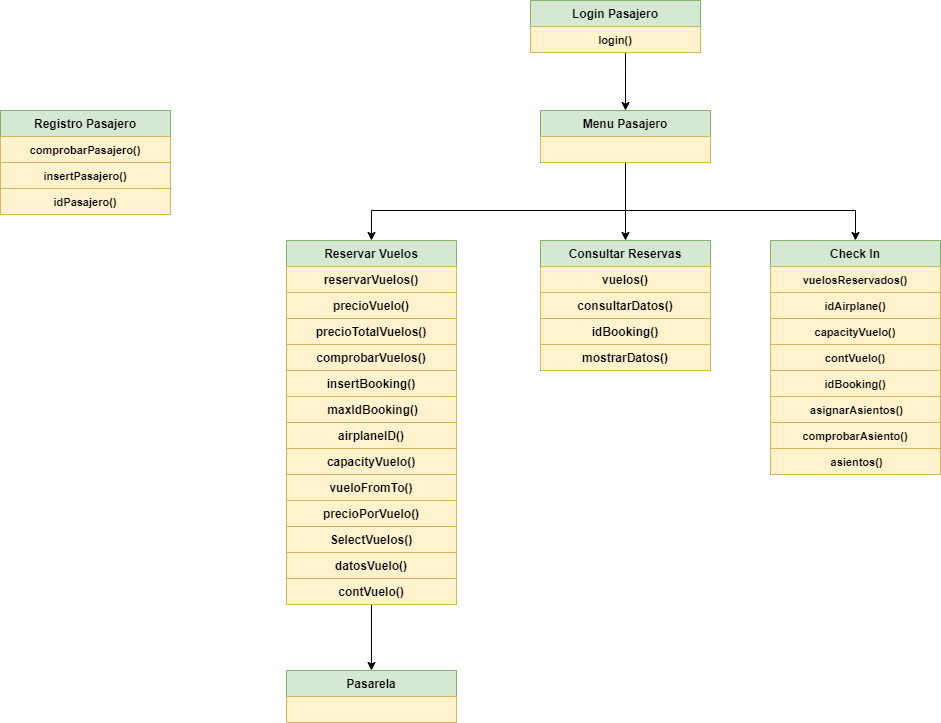 Login Pasajero
login()
Registro Pasajero
comprobarPasajero()
insertPasajero()
idPasajero()
Menu Pasajero
Reservar Vuelos
reservarVuelos()
precioVuelo()
precioTotalVuelos()
comprobarVuelos()
insertBooking()
maxIdBooking()
airplaneID()
capacityVuelo()
vueloFromTo()
precioPorVuelo()
SelectVuelos()
datosVuelo()
contVuelo()
Consultar Reservas
vuelos()
consultarDatos()
idBooking()
mostrarDatos()
Check In
vuelosReservados()
idAirplane()
capacityVuelo()
contVuelo()
idBooking()
asignarAsientos()
comprobarAsiento()
asientos()
Pasarela